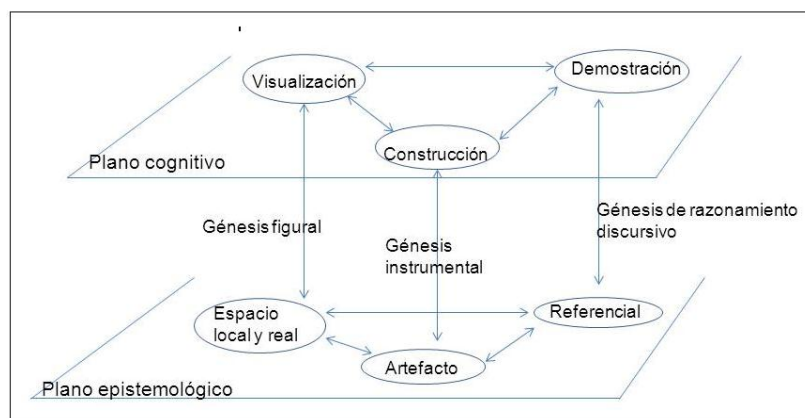 Visualización
Demostración
Construcción
Plano cognitivo
Génesis figural
Génesis
instrumental
Génesis de razonamiento
discursivo
Espacio
local y real
Referencial
Artefacto
Plano epistemológico